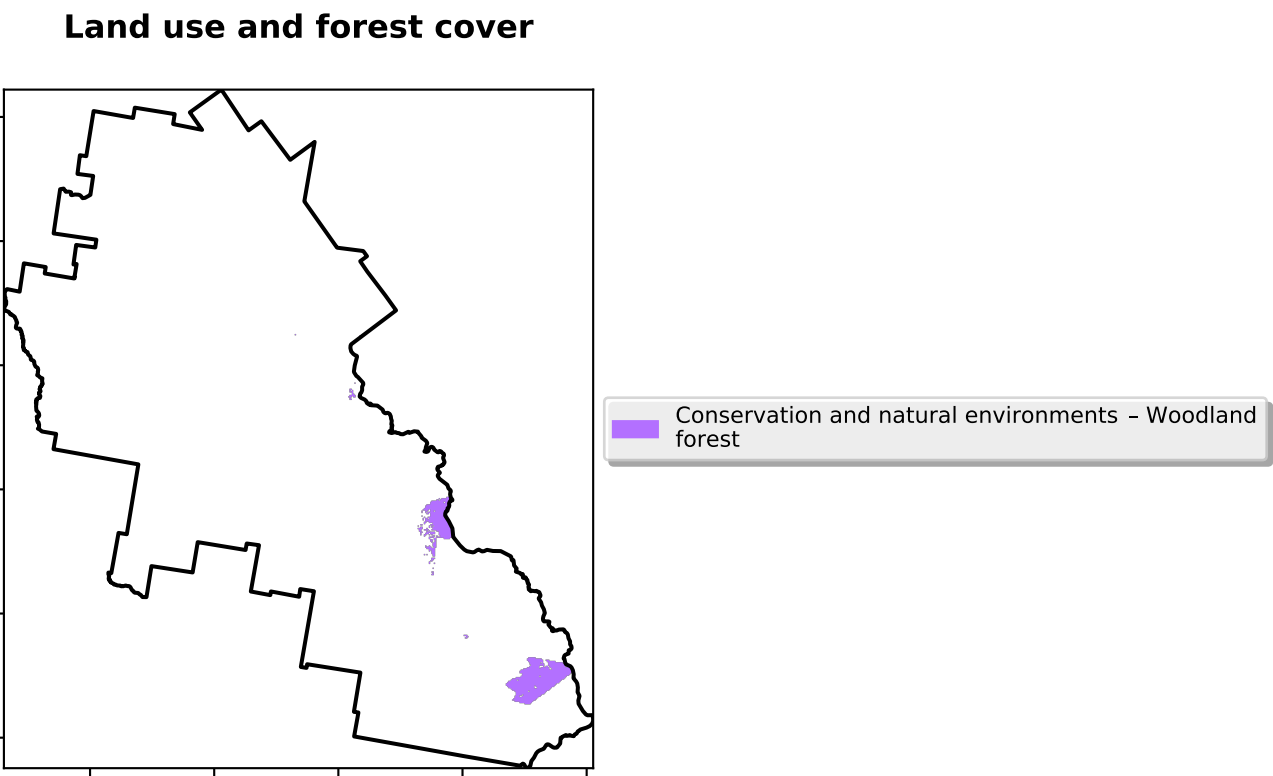 Land use and forest cover
Conservation and natural environments – Woodland
forest